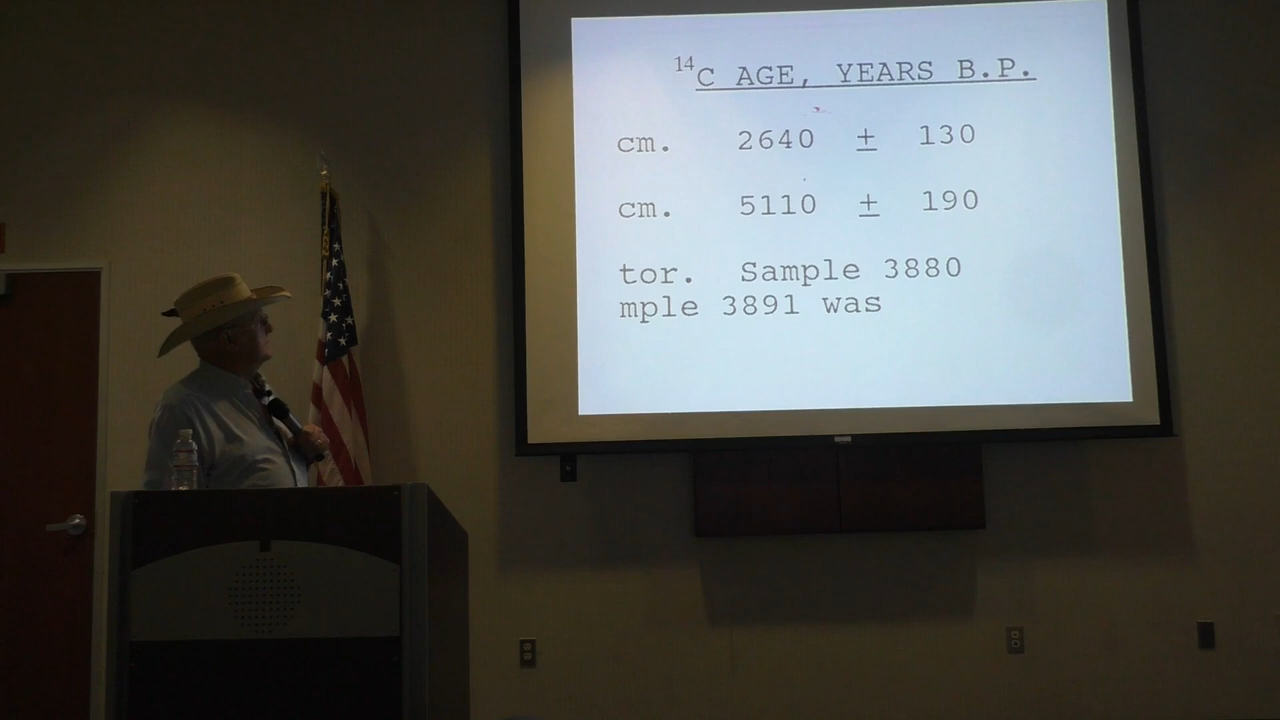 ¹⁴C AGE, YEARS B.P.
cm. 2640 ± 130
cm. 5110 ± 190
tor. Sample 3880
mple 3891 was